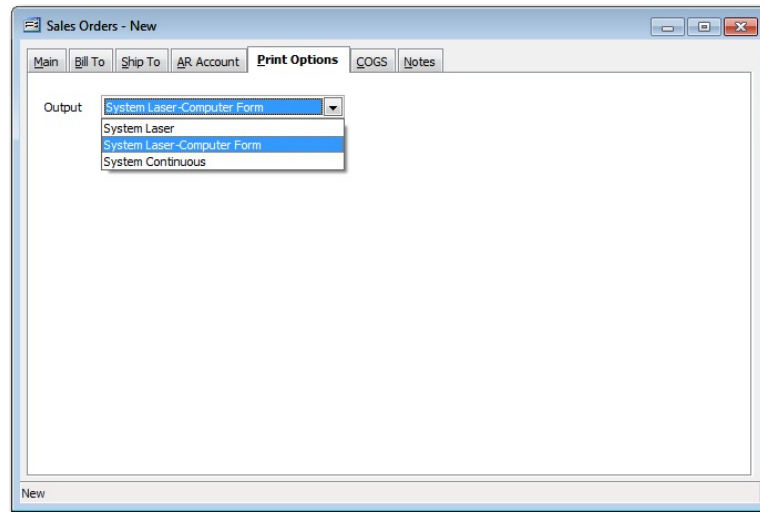 Sales Orders - New
Main Bill To Ship To AR Account Print Options COGS Notes
Output System Laser-Computer Form
System Laser
System Laser-Computer Form
System Continuous
New